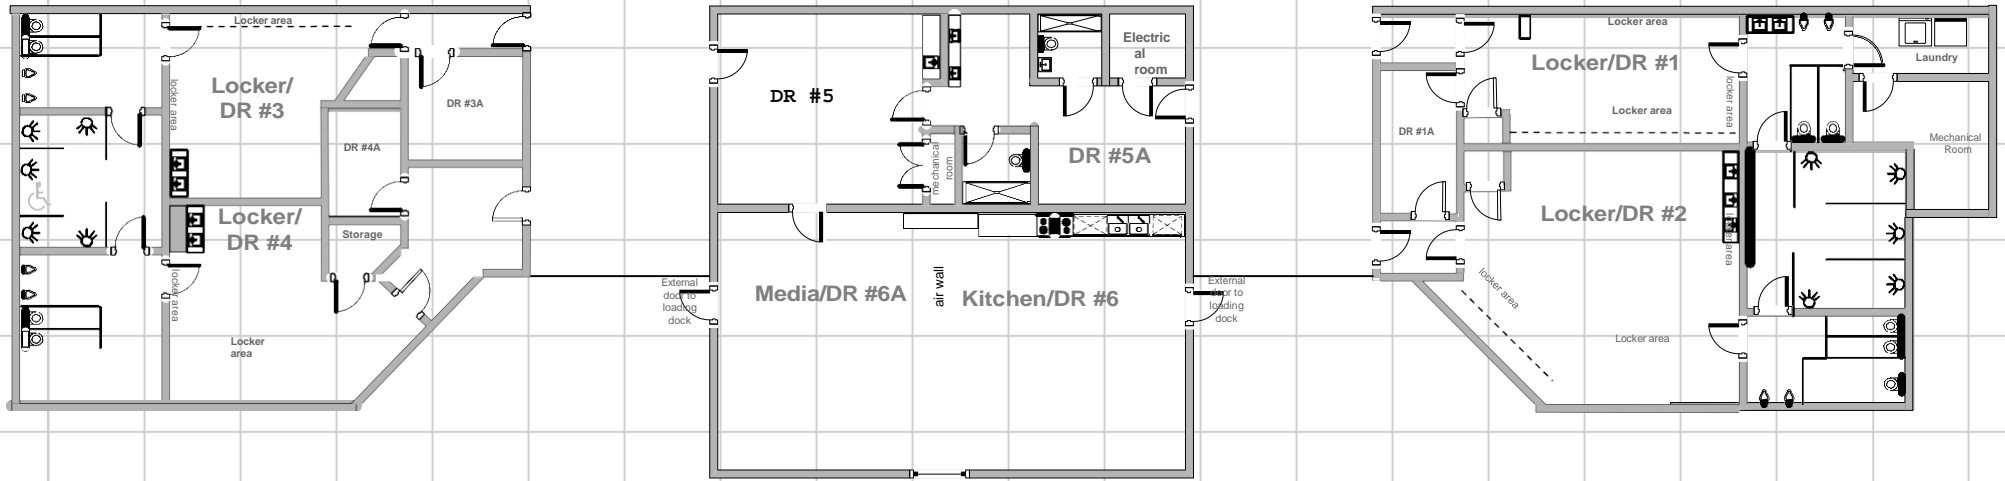 Locker area
Locker/
DR #3
locker area
DR #3A
DR #4A
Locker/
DR #4
Storage
locker area
Locker
area
DR #5
Electric
al
room
mechanical
room
DR #5A
External
door to
loading
dock
Media/DR #6A
air wall
Kitchen/DR #6
External
door to
loading
dock
Locker area
Locker/DR #1
Laundry
locker area
Locker area
DR #1A
Mechanical
Room
Locker/DR #2
locker area
locker area
Locker area